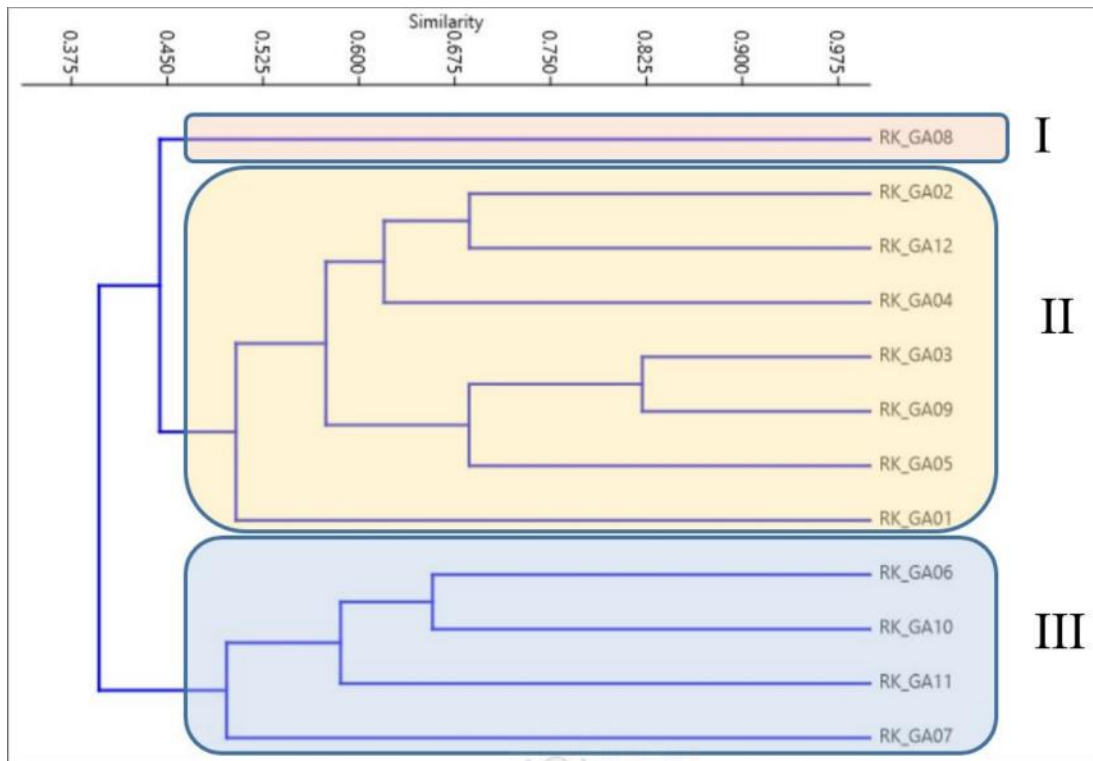 Similarity
0.375
0.450
0.525
0.600
0.675
0.750
0.825
0.900
0.975
RK_GA08
I
RK_GA02
RK_GA12
RK_GA04
II
RK_GA03
RK_GA09
RK_GA05
RK_GA01
RK_GA06
RK_GA10
III
RK_GA11
RK_GA07